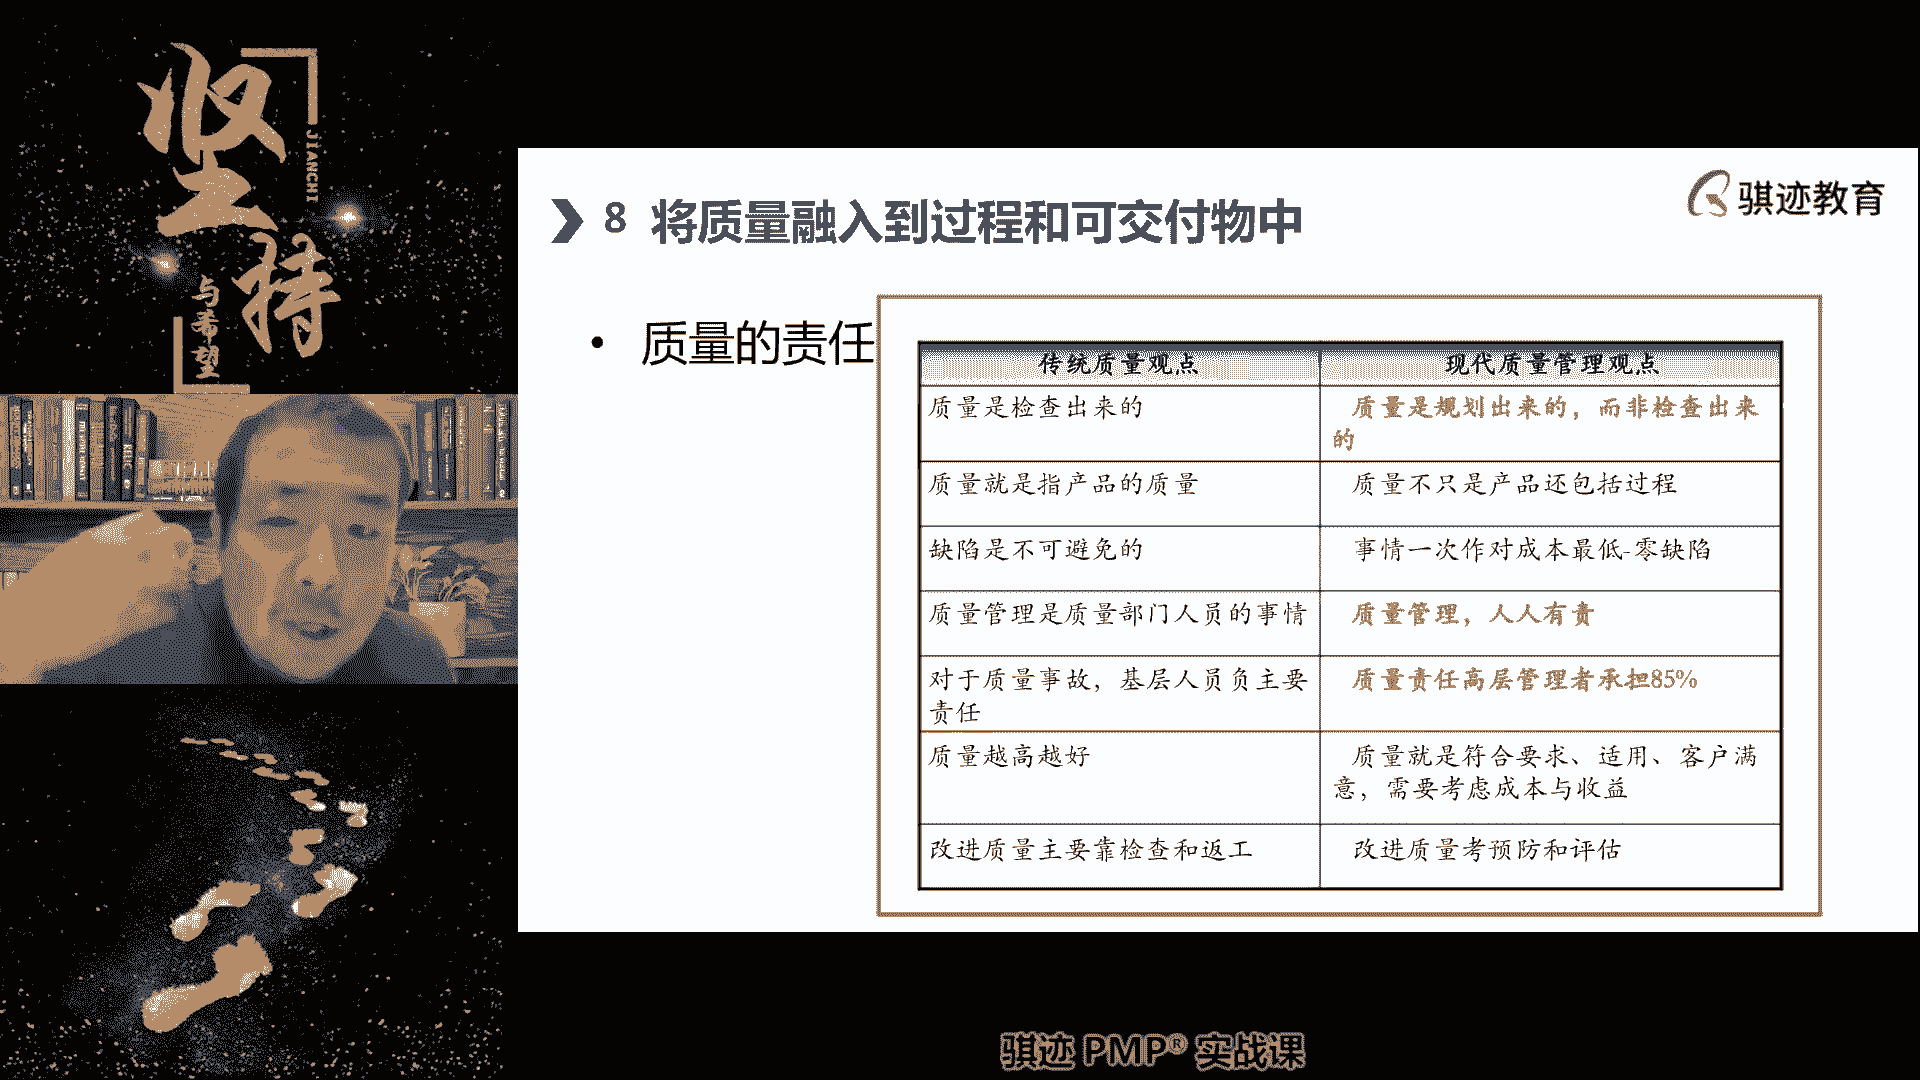 坚持
JIANCHI
与希望
骐迹教育
8 将质量融入到过程和可交付物中
• 质量的责任
传统质量观点
现代质量管理观点
质量是检查出来的
质量是规划出来的，而非检查出来
的
质量就是指产品的质量
质量不只是产品还包括过程
缺陷是不可避免的
事情一次作对成本最低-零缺陷
质量管理是质量部门人员的事情
质量管理，人人有责
对于质量事故，基层人员负主要
责任
质量责任高层管理者承担85%
质量越高越好
质量就是符合要求、适用、客户满
意，需要考虑成本与收益
改进质量主要靠检查和返工
改进质量考预防和评估
骐迹 PMP® 实战课